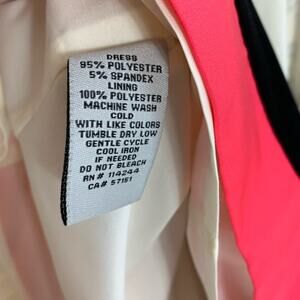 DRESS
95% POLYESTER
5% SPANDEX
LINING
100% POLYESTER
MACHINE WASH
COLD
WITH LIKE COLORS
TUMBLE DRY LOW
GENTLE CYCLE
COOL IRON
IF NEEDED
DO NOT BLEACH
RN# 114244
CA# 57151